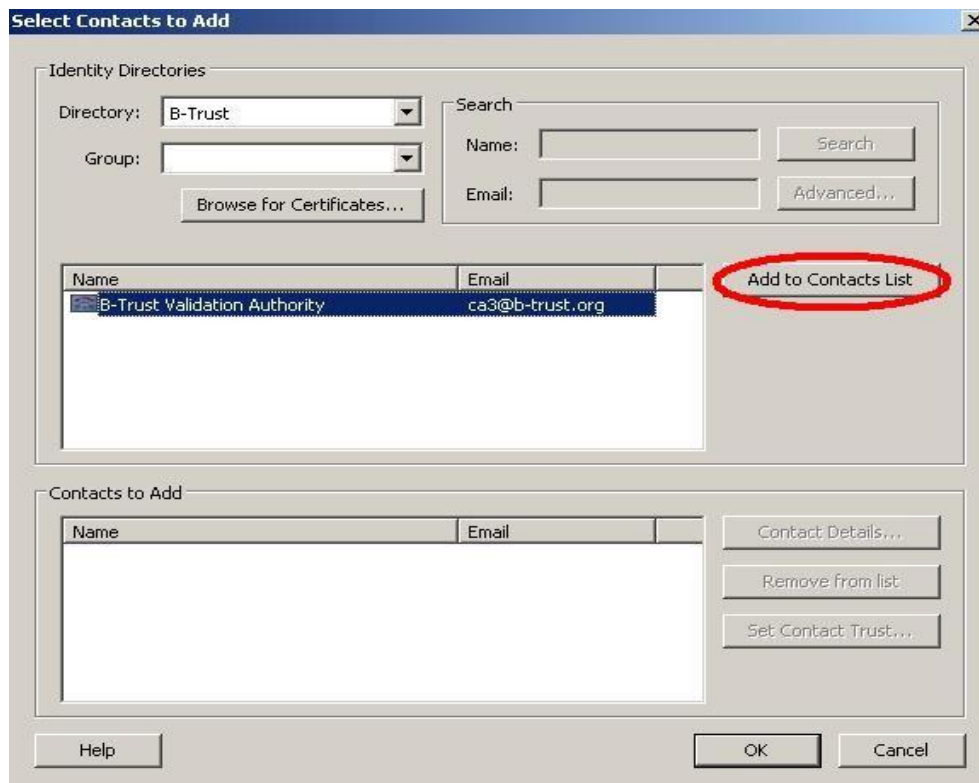 Select Contacts to Add
Identity Directories
Directory: B-Trust
Group:
Browse for Certificates...
Search
Name: Search
Email: Advanced...
Name Email
B-Trust Validation Authority ca3@b-trust.org
Add to Contacts List
Contacts to Add
Name Email
Contact Details...
Remove from list
Set Contact Trust...
Help OK Cancel